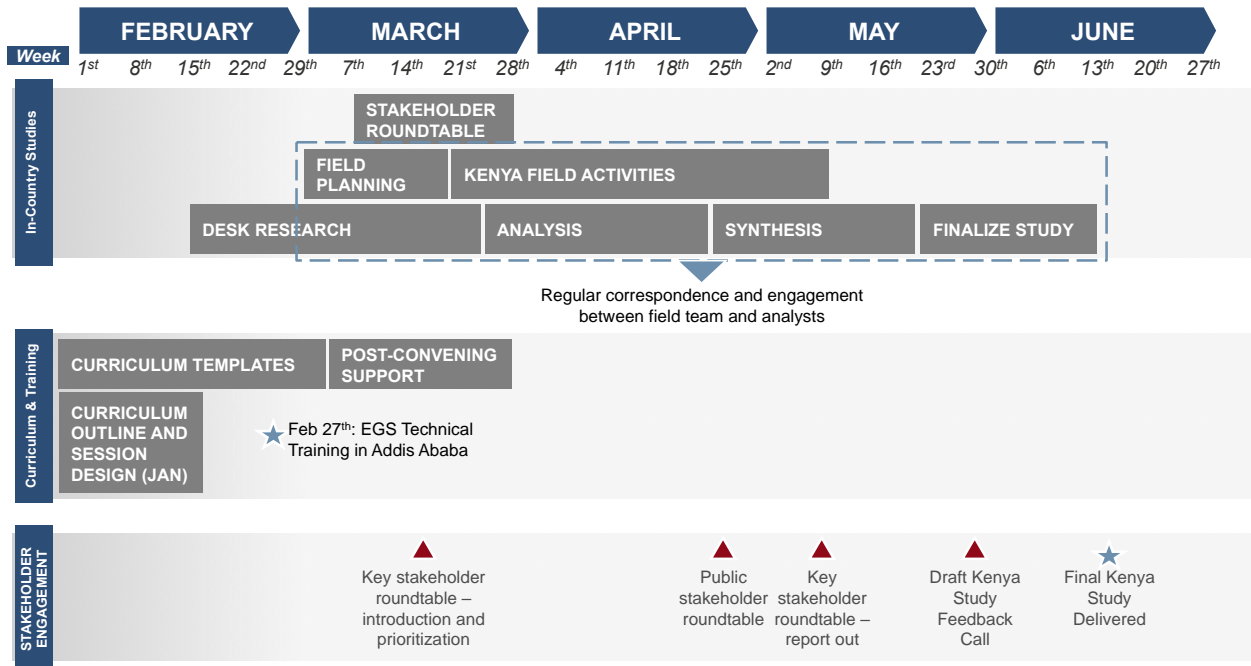 FEBRUARY
MARCH
APRIL
MAY
JUNE
Week
1st 8th 15th 22nd 29th 7th 14th 21st 28th 4th 11th 18th 25th 2nd 9th 16th 23rd 30th 6th 13th 20th 27th
In-Country Studies
STAKEHOLDER
ROUNDTABLE
FIELD
PLANNING
KENYA FIELD ACTIVITIES
DESK RESEARCH
ANALYSIS
SYNTHESIS
FINALIZE STUDY
Regular correspondence and engagement
between field team and analysts
Curriculum & Training
CURRICULUM TEMPLATES
POST-CONVENING
SUPPORT
CURRICULUM
OUTLINE AND
SESSION
DESIGN (JAN)
Feb 27th: EGS Technical
Training in Addis Ababa
STAKEHOLDER
ENGAGEMENT
Key stakeholder
roundtable –
introduction and
prioritization
Public
stakeholder
roundtable
Key
stakeholder
roundtable –
report out
Draft Kenya
Study
Feedback
Call
Final Kenya
Study
Delivered